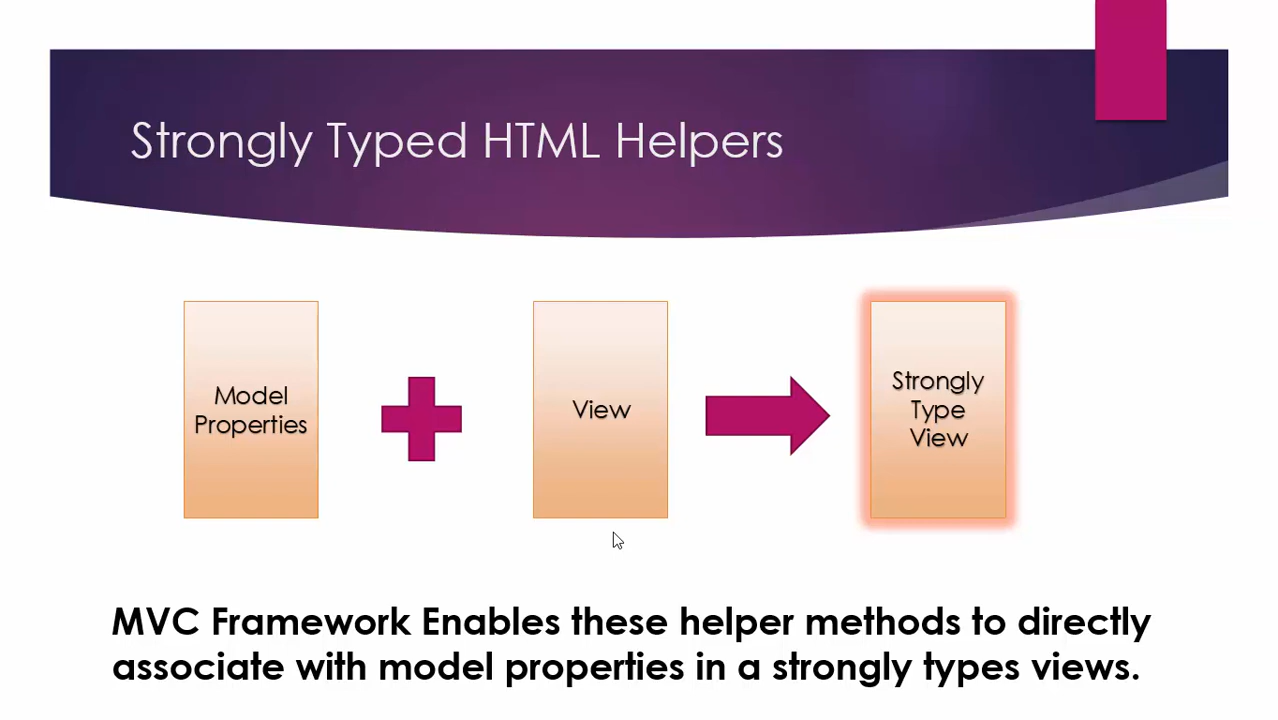 Strongly Typed HTML Helpers
Model
Properties
View
Strongly
Type
View
MVC Framework Enables these helper methods to directly
associate with model properties in a strongly types views.